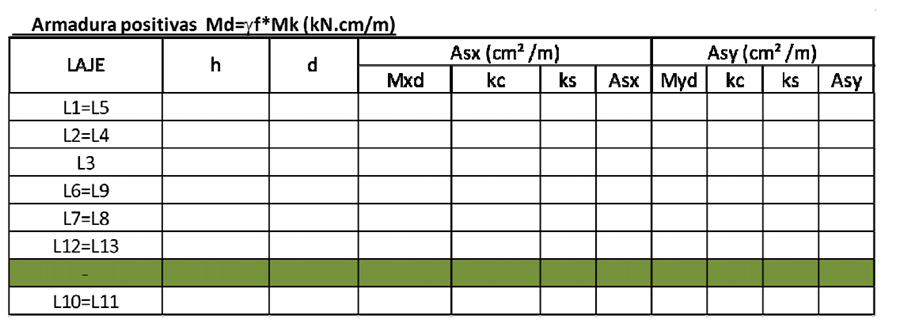 Armadura positivas Md=γf*Mk (kN.cm/m)
LAJE h d Asx (cm² /m) Asy (cm² /m)
Mxd kc ks Asx Myd kc ks Asy
L1=L5
L2=L4
L3
L6=L9
L7=L8
L12=L13
-
L10=L11